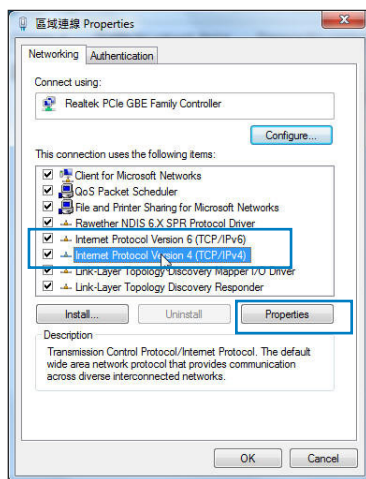 區域連線 Properties
Networking
Authentication
Connect using:
Realtek PCIe GBE Family Controller
Configure...
This connection uses the following items:
Client for Microsoft Networks
QoS Packet Scheduler
File and Printer Sharing for Microsoft Networks
Rawether NDIS 6.X SPR Protocol Driver
Internet Protocol Version 6 (TCP/IPv6)
Internet Protocol Version 4 (TCP/IPv4)
Link-Layer Topology Discovery Mapper I/O Driver
Link-Layer Topology Discovery Responder
Install...
Uninstall
Properties
Description
Transmission Control Protocol/Internet Protocol. The default
wide area network protocol that provides communication
across diverse interconnected networks.
OK
Cancel